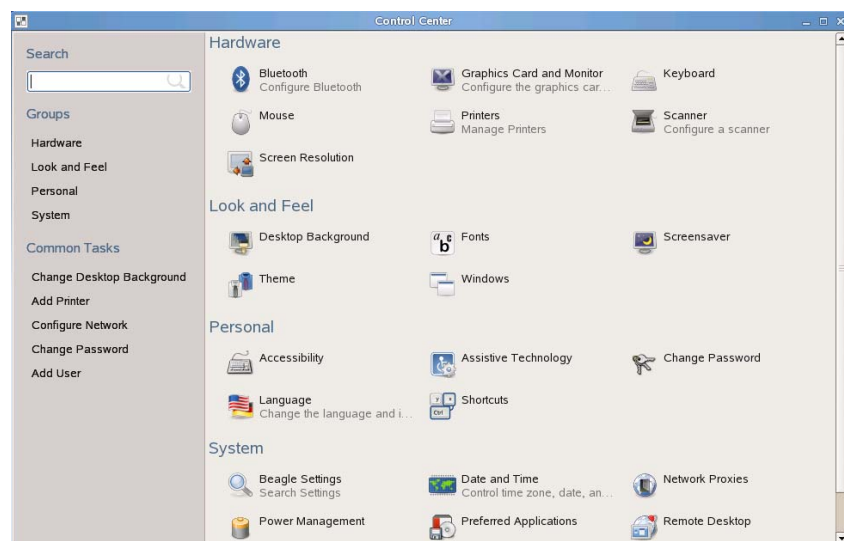 Control Center
Search
Groups
Hardware
Look and Feel
Personal
System
Common Tasks
Change Desktop Background
Add Printer
Configure Network
Change Password
Add User
Hardware
Bluetooth
Configure Bluetooth
Graphics Card and Monitor
Configure the graphics car...
Keyboard
Mouse
Printers
Manage Printers
Scanner
Configure a scanner
Screen Resolution
Look and Feel
Desktop Background
Fonts
Screensaver
Theme
Windows
Personal
Accessibility
Assistive Technology
Change Password
Language
Change the language and i...
Shortcuts
System
Beagle Settings
Search Settings
Date and Time
Control time zone, date, an...
Network Proxies
Power Management
Preferred Applications
Remote Desktop